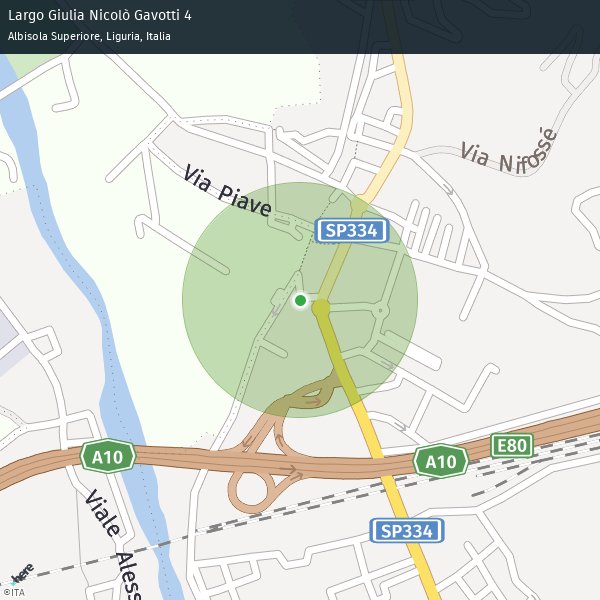 Largo Giulia Nicolò Gavotti 4
Albisola Superiore, Liguria, Italia
Via Nifossé
Via Piave
SP334
E80
A10
A10
Viale Aless
SP334
here
©ITA